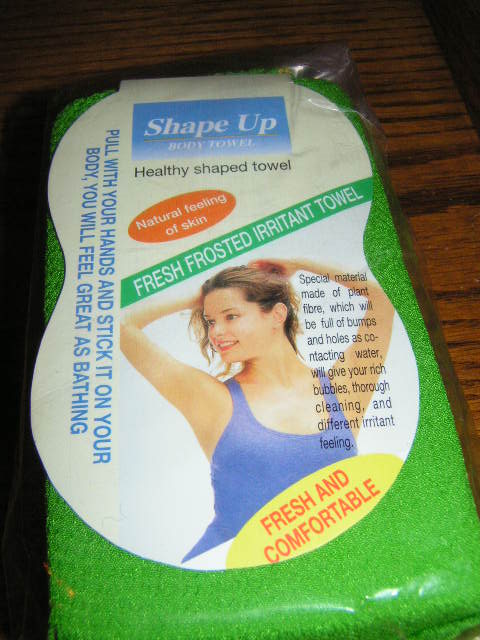 Shape Up
BODY TOWEL
Healthy shaped towel
Natural feeling
of skin
FRESH FROSTED IRRITANT TOWEL
PULL WITH YOUR HANDS AND STICK IT ON YOUR
BODY, YOU WILL FEEL GREAT AS BATHING
Special material
made of plant
fibre, which will
be full of bumps
and holes as co-
ntacting water,
will give your rich
bubbles, thorough
cleaning, and
different irritant
feeling.
FRESH AND
COMFORTABLE